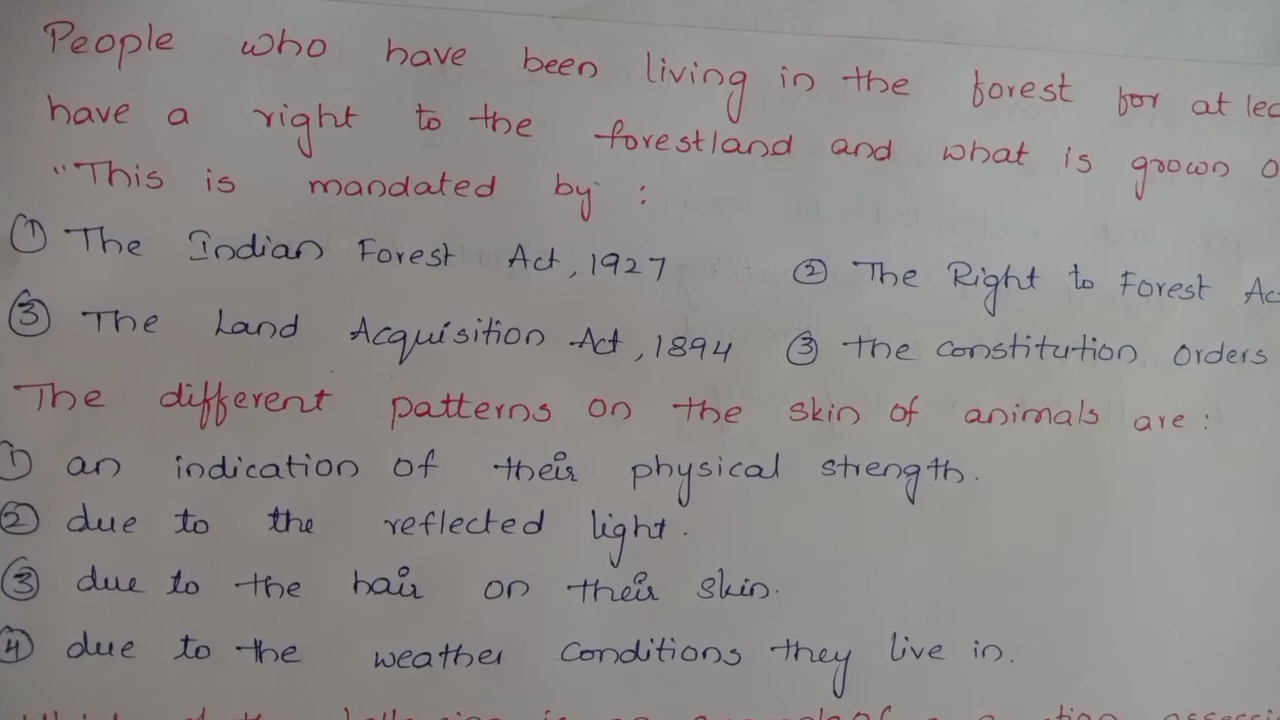 People who have been living in the forest for at
have a right to the forestland and what is grown
"This is mandated by :
① The Indian Forest Act, 1927 ② The Right to Forest
③ The Land Acquisition Act, 1894 ③ the constitution orders
The different patterns on the skin of animals are :
① an indication of their physical strength.
② due to the reflected light.
③ due to the hair on their skin.
④ due to the weather conditions they live in.